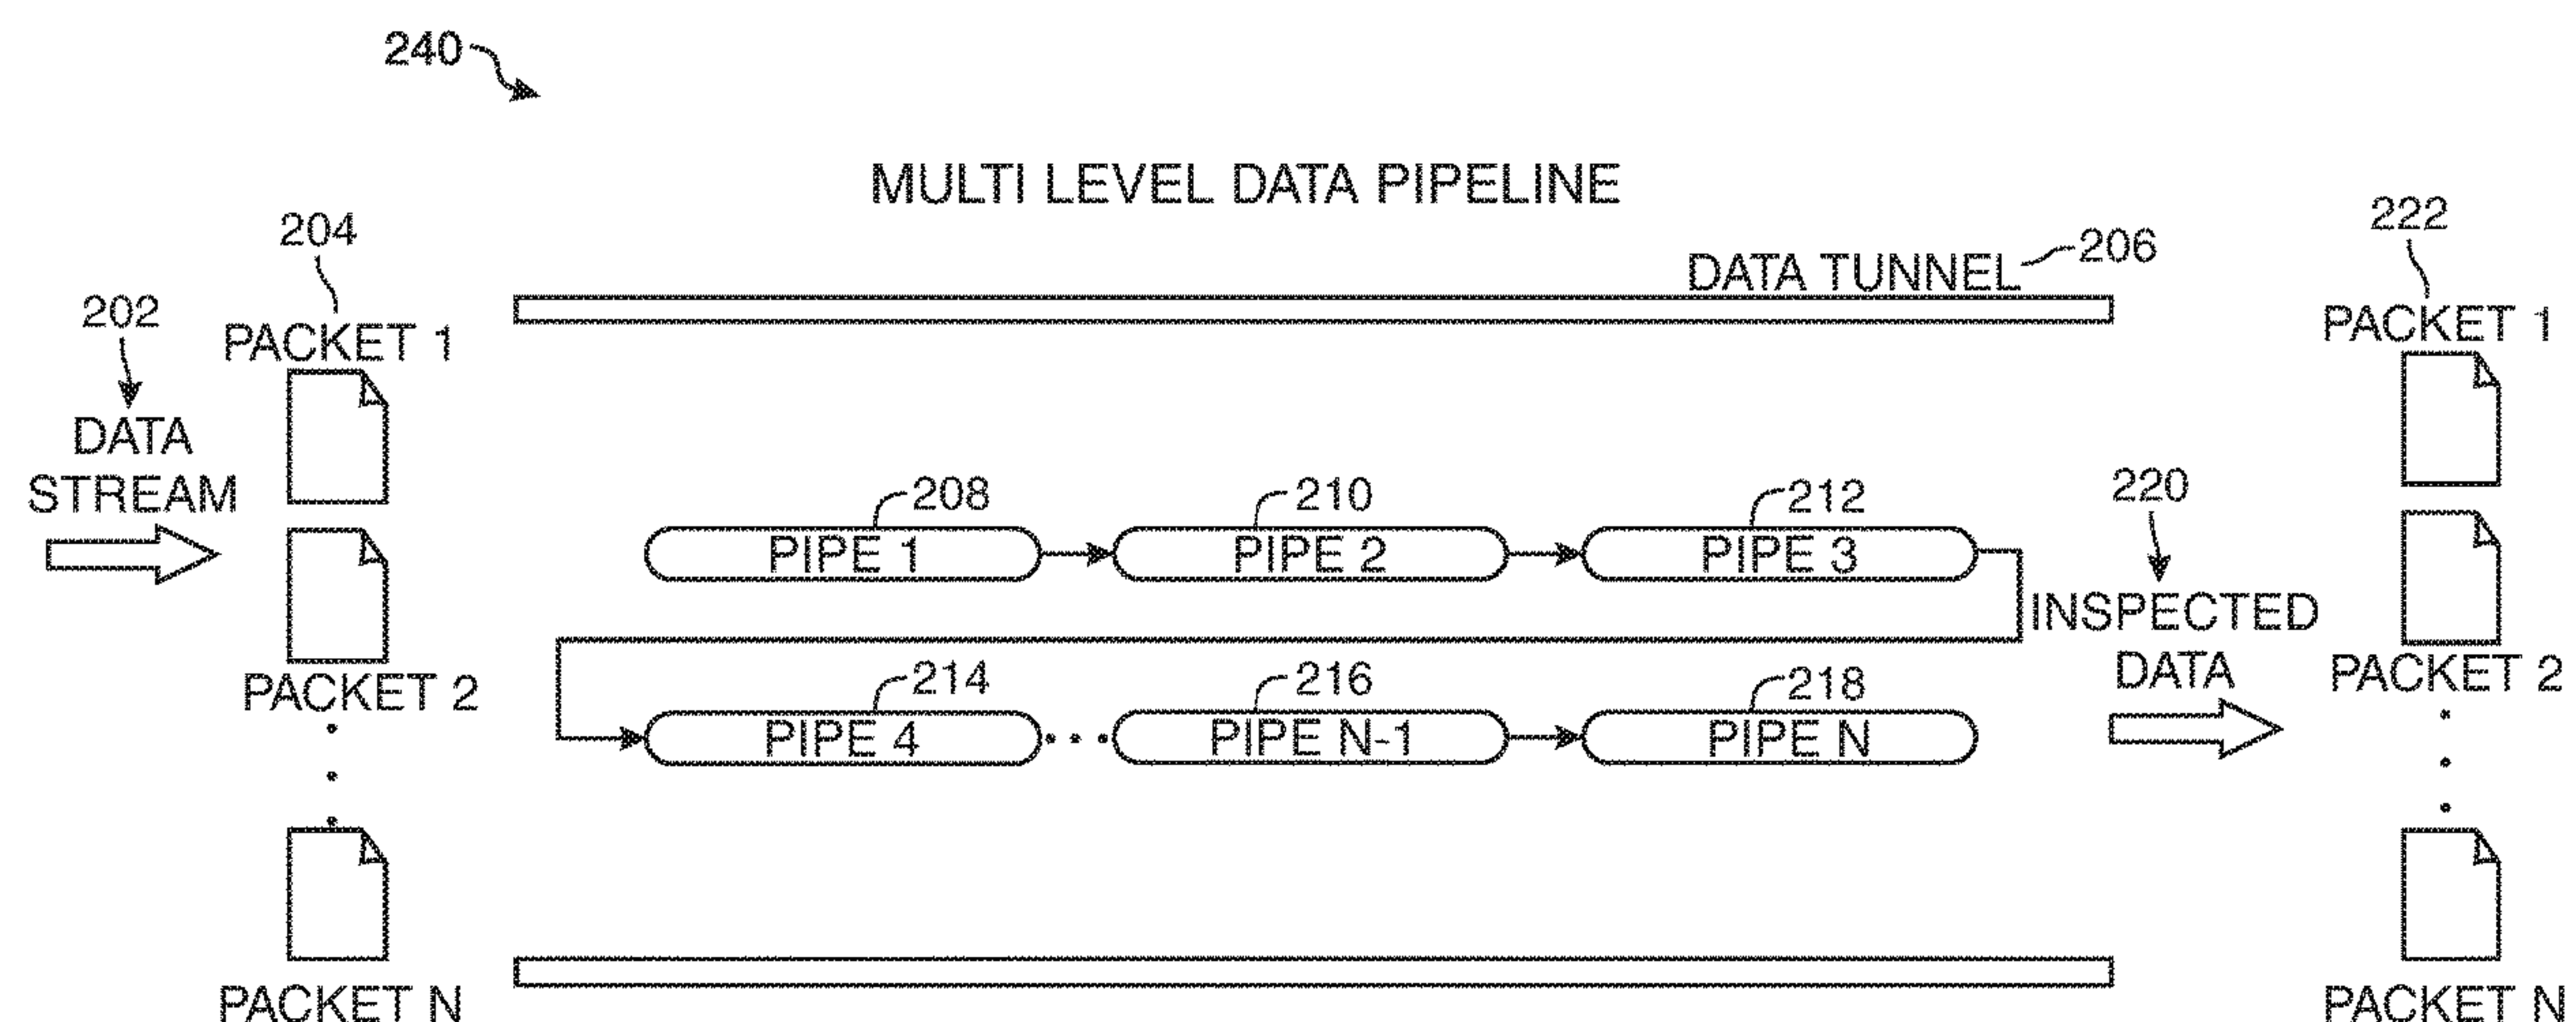 240
MULTI LEVEL DATA PIPELINE
204
222
DATA TUNNEL
206
202
PACKET 1
PACKET 1
DATA
STREAM
208
210
212
220
PIPE 1
PIPE 2
PIPE 3
INSPECTED
DATA
PACKET 2
214
216
218
PACKET 2
PIPE 4
PIPE N-1
PIPE N
PACKET N
PACKET N